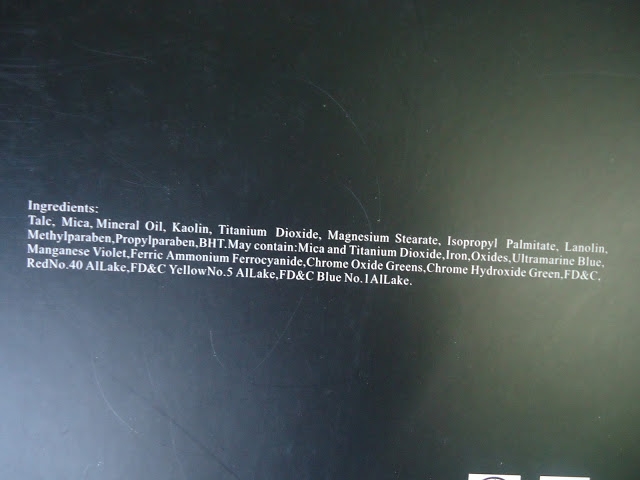 Ingredients:
Talc, Mica, Mineral Oil, Kaolin, Titanium Dioxide, Magnesium Stearate, Isopropyl Palmitate, Lanolin,
Methylparaben,Propylparaben,BHT.May contain:Mica and Titanium Dioxide,Iron,Oxides,Ultramarine Blue,
Manganese Violet,Ferric Ammonium Ferrocyanide,Chrome Oxide Greens,Chrome Hydroxide Green,FD&C,
RedNo.40 AlLake,FD&C YellowNo.5 AlLake,FD&C Blue No.1AlLake.